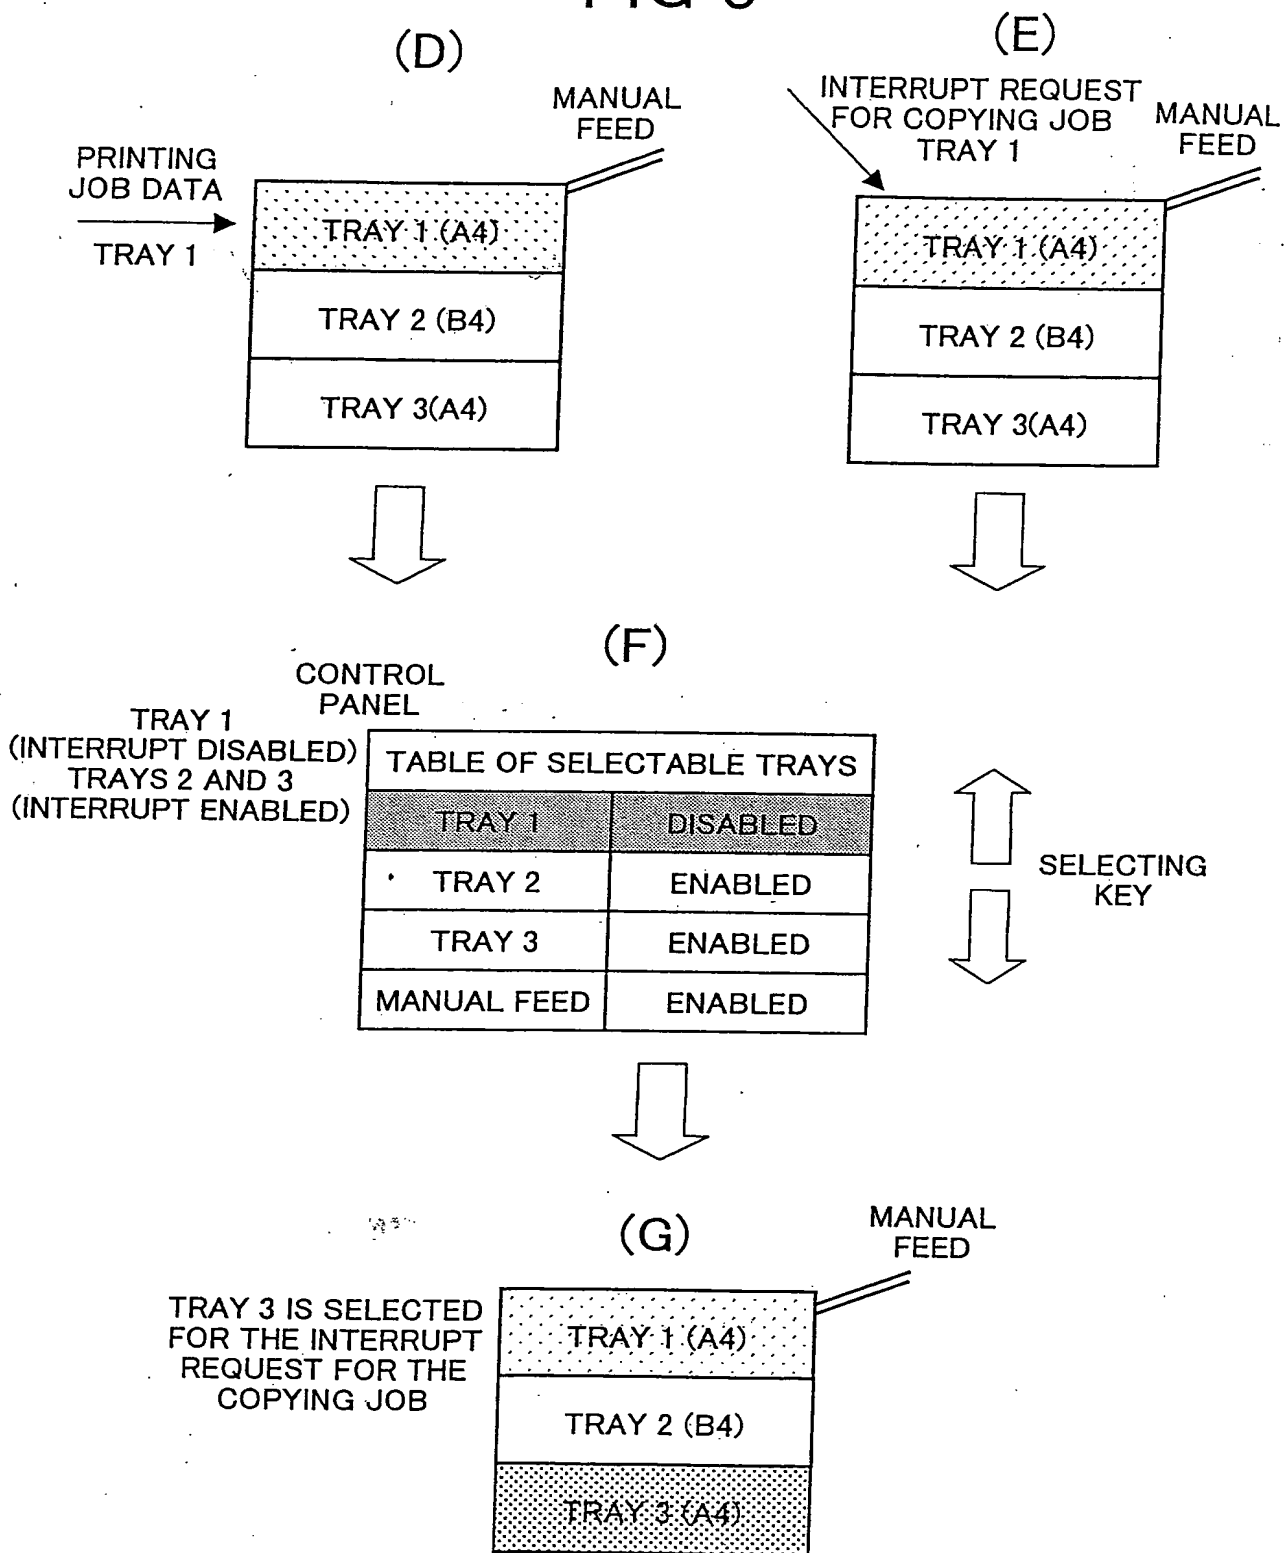 (D)
MANUAL
FEED
PRINTING
JOB DATA
TRAY 1
TRAY 1 (A4)
TRAY 2 (B4)
TRAY 3(A4)
(E)
INTERRUPT REQUEST
FOR COPYING JOB
TRAY 1
MANUAL
FEED
TRAY 1 (A4)
TRAY 2 (B4)
TRAY 3(A4)
(F)
CONTROL
PANEL
TRAY 1
(INTERRUPT DISABLED)
TRAYS 2 AND 3
(INTERRUPT ENABLED)
TABLE OF SELECTABLE TRAYS
TRAY 1 DISABLED
TRAY 2 ENABLED
TRAY 3 ENABLED
MANUAL FEED ENABLED
SELECTING
KEY
(G)
MANUAL
FEED
TRAY 3 IS SELECTED
FOR THE INTERRUPT
REQUEST FOR THE
COPYING JOB
TRAY 1 (A4)
TRAY 2 (B4)
TRAY 3 (A4)